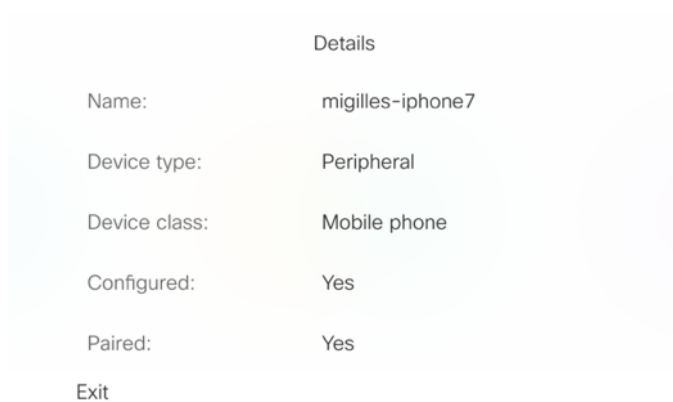 Details
Name: migilles-iphone7
Device type: Peripheral
Device class: Mobile phone
Configured: Yes
Paired: Yes
Exit